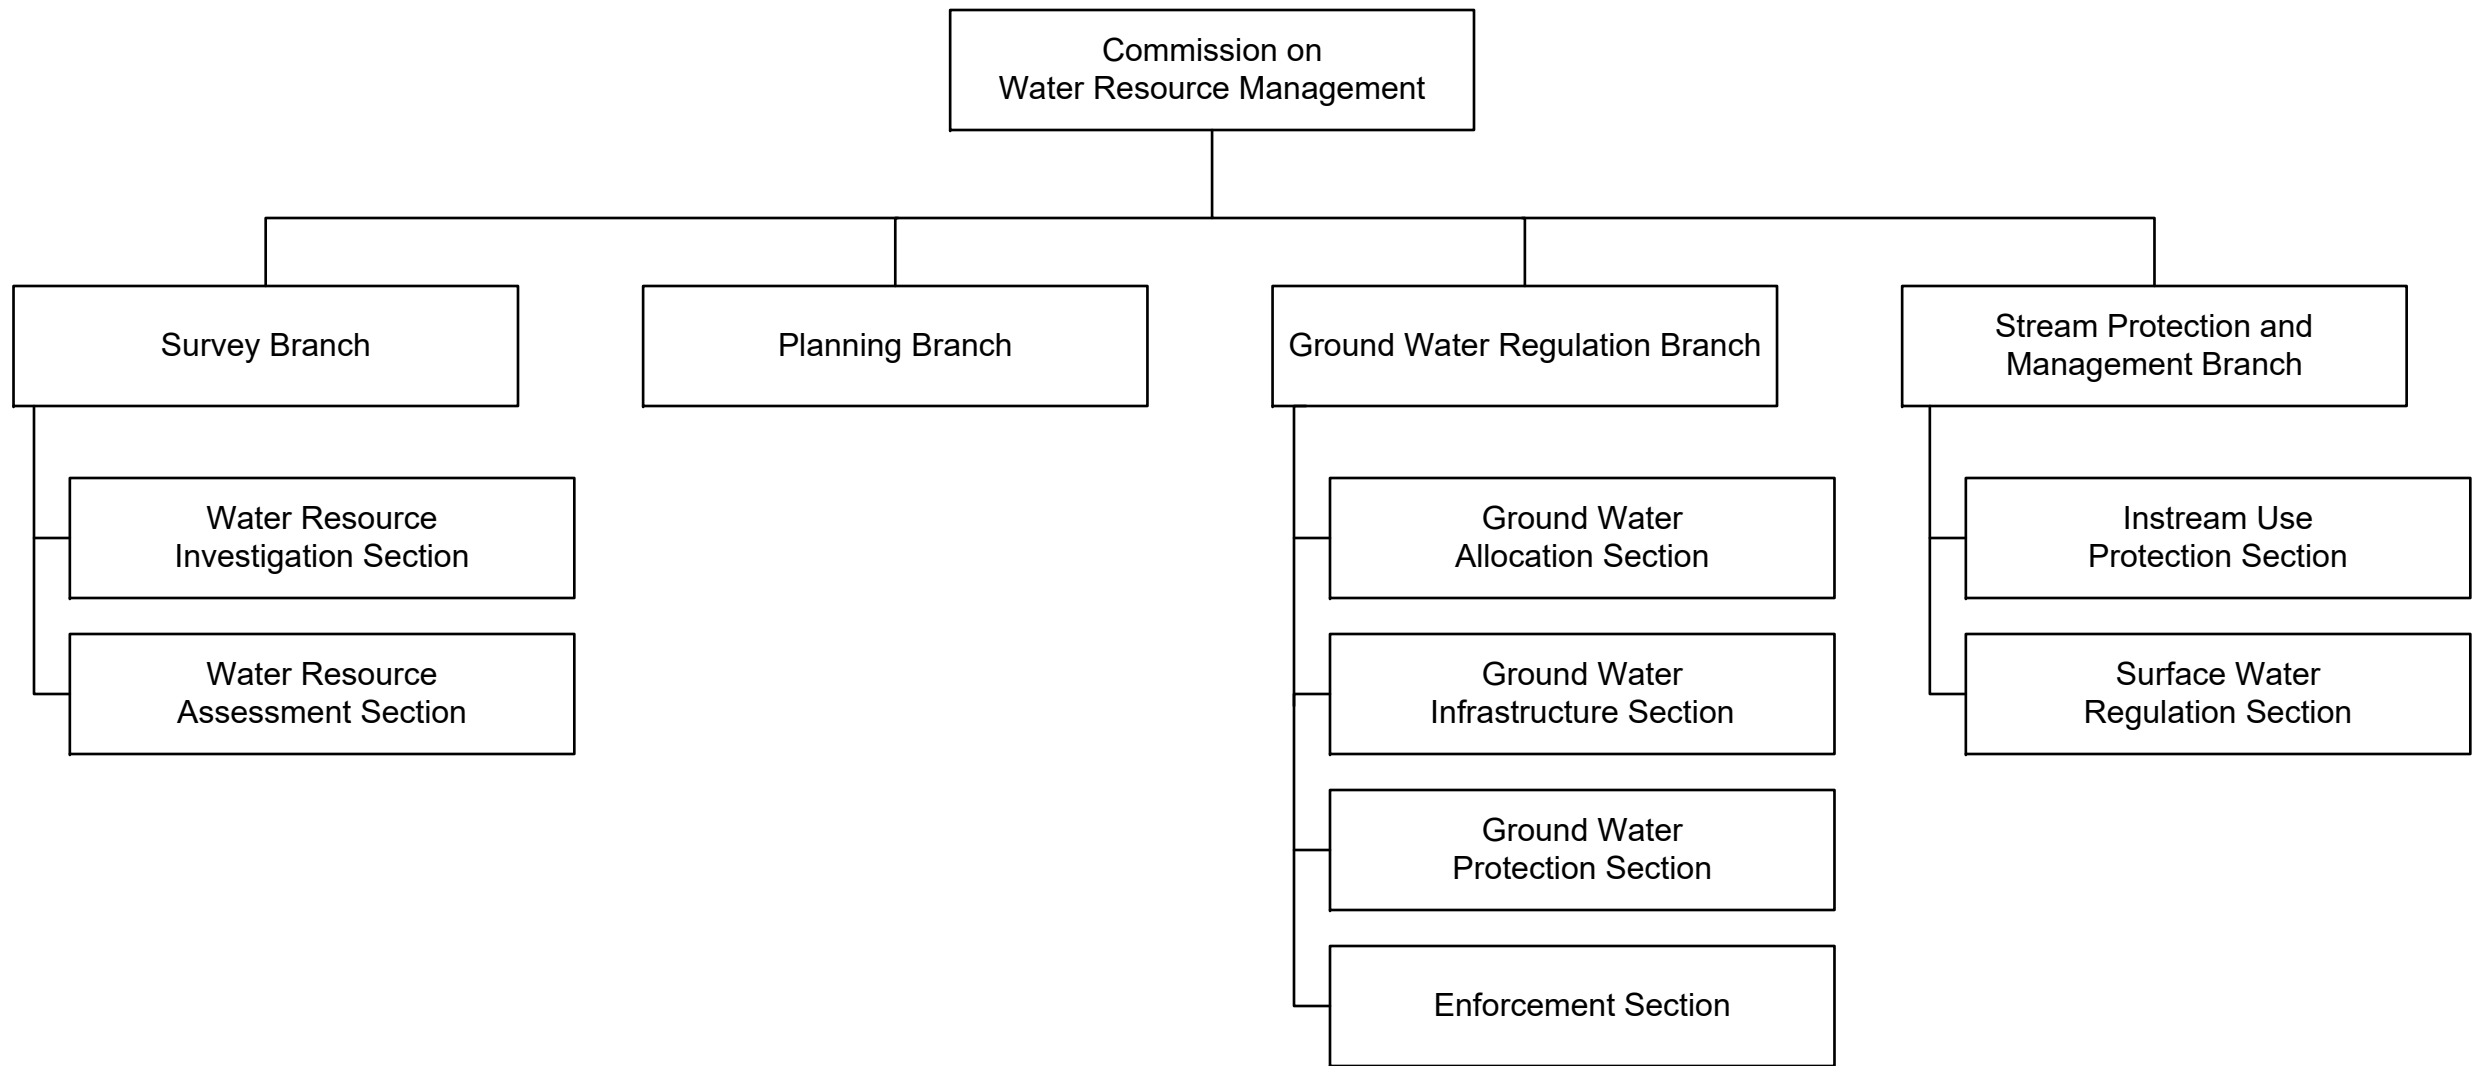 Commission on
Water Resource Management
Survey Branch
Planning Branch
Ground Water Regulation Branch
Stream Protection and
Management Branch
Water Resource
Investigation Section
Ground Water
Allocation Section
Instream Use
Protection Section
Water Resource
Assessment Section
Ground Water
Infrastructure Section
Surface Water
Regulation Section
Ground Water
Protection Section
Enforcement Section